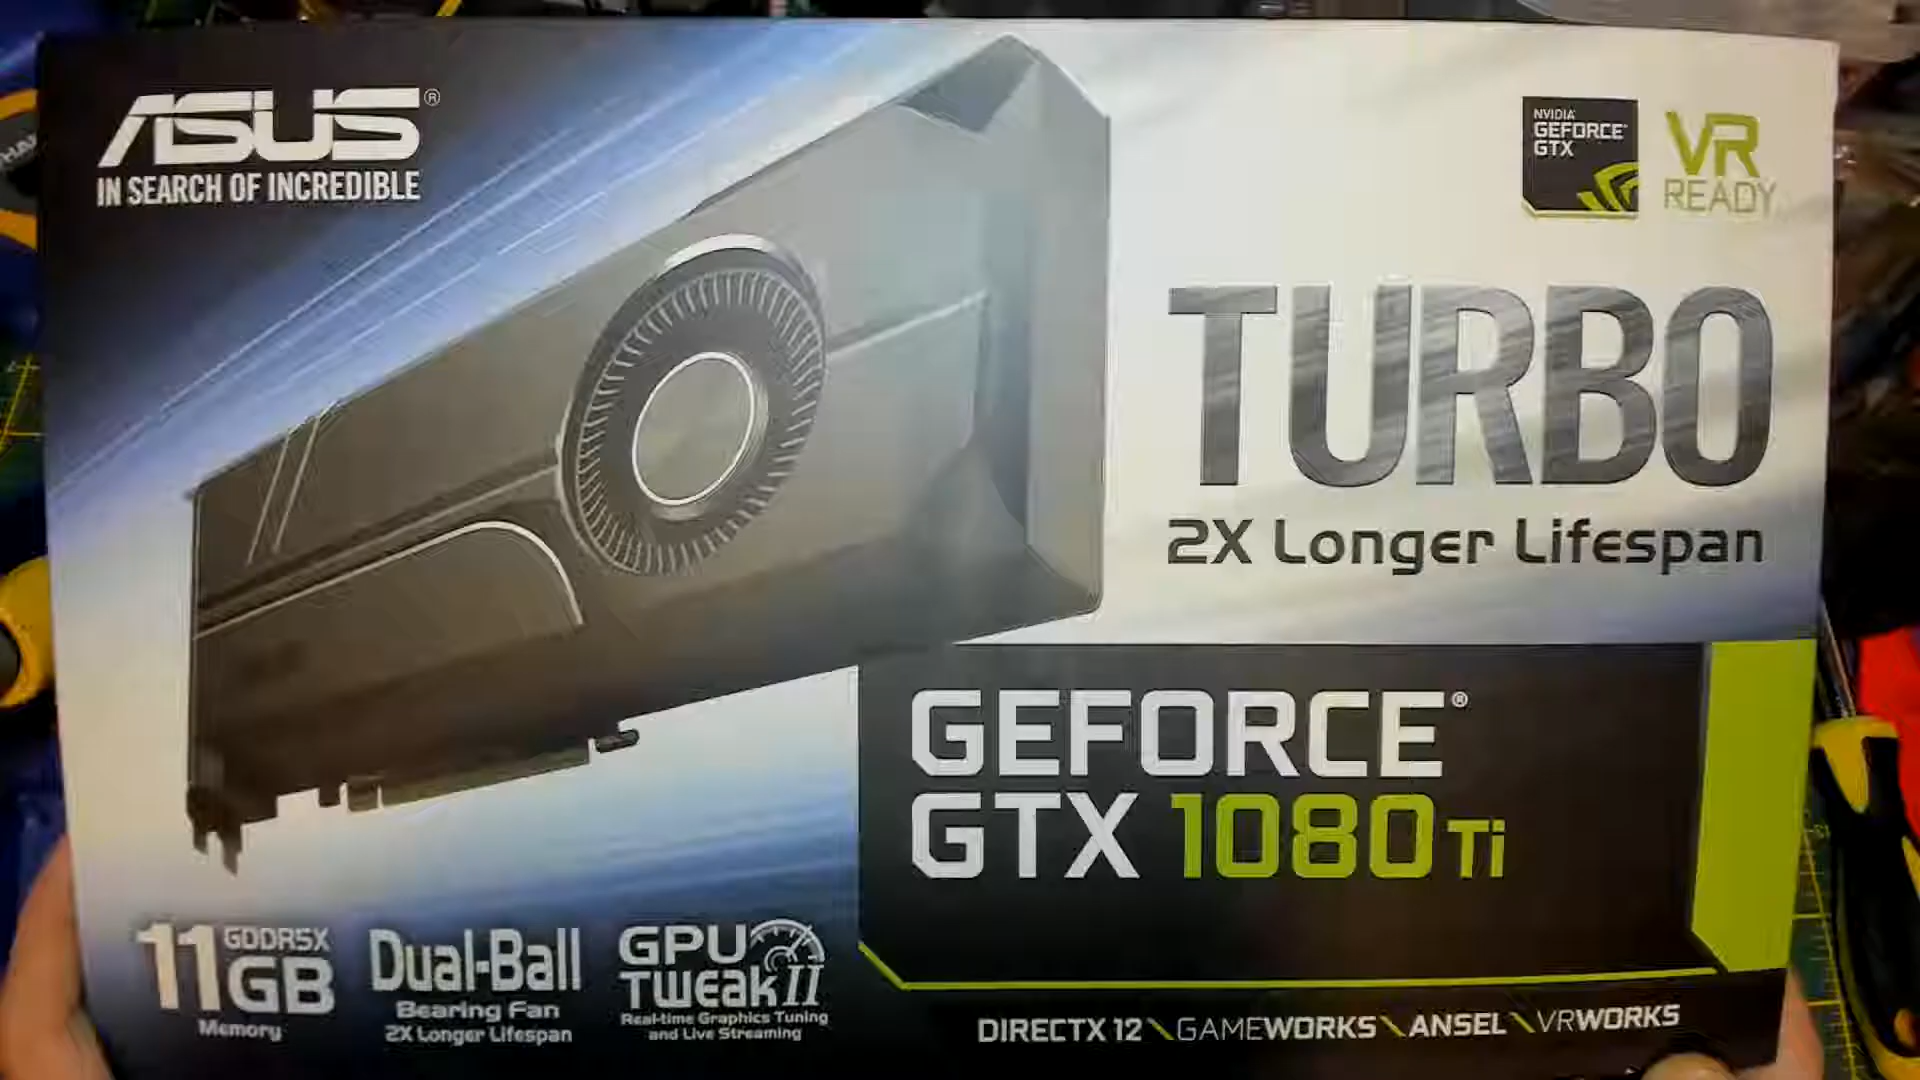 ASUS®
IN SEARCH OF INCREDIBLE
NVIDIA
GEFORCE
GTX
VR
READY
TURBO
2X Longer Lifespan
GEFORCE®
GTX 1080 Ti
11 GDDR5X
GB
Memory
Dual-Ball
Bearing Fan
2X Longer Lifespan
GPU
TWEAK II
Real-time Graphics Tuning
and Live Streaming
DIRECTX 12 \ GAMEWORKS \ ANSEL \ VRWORKS